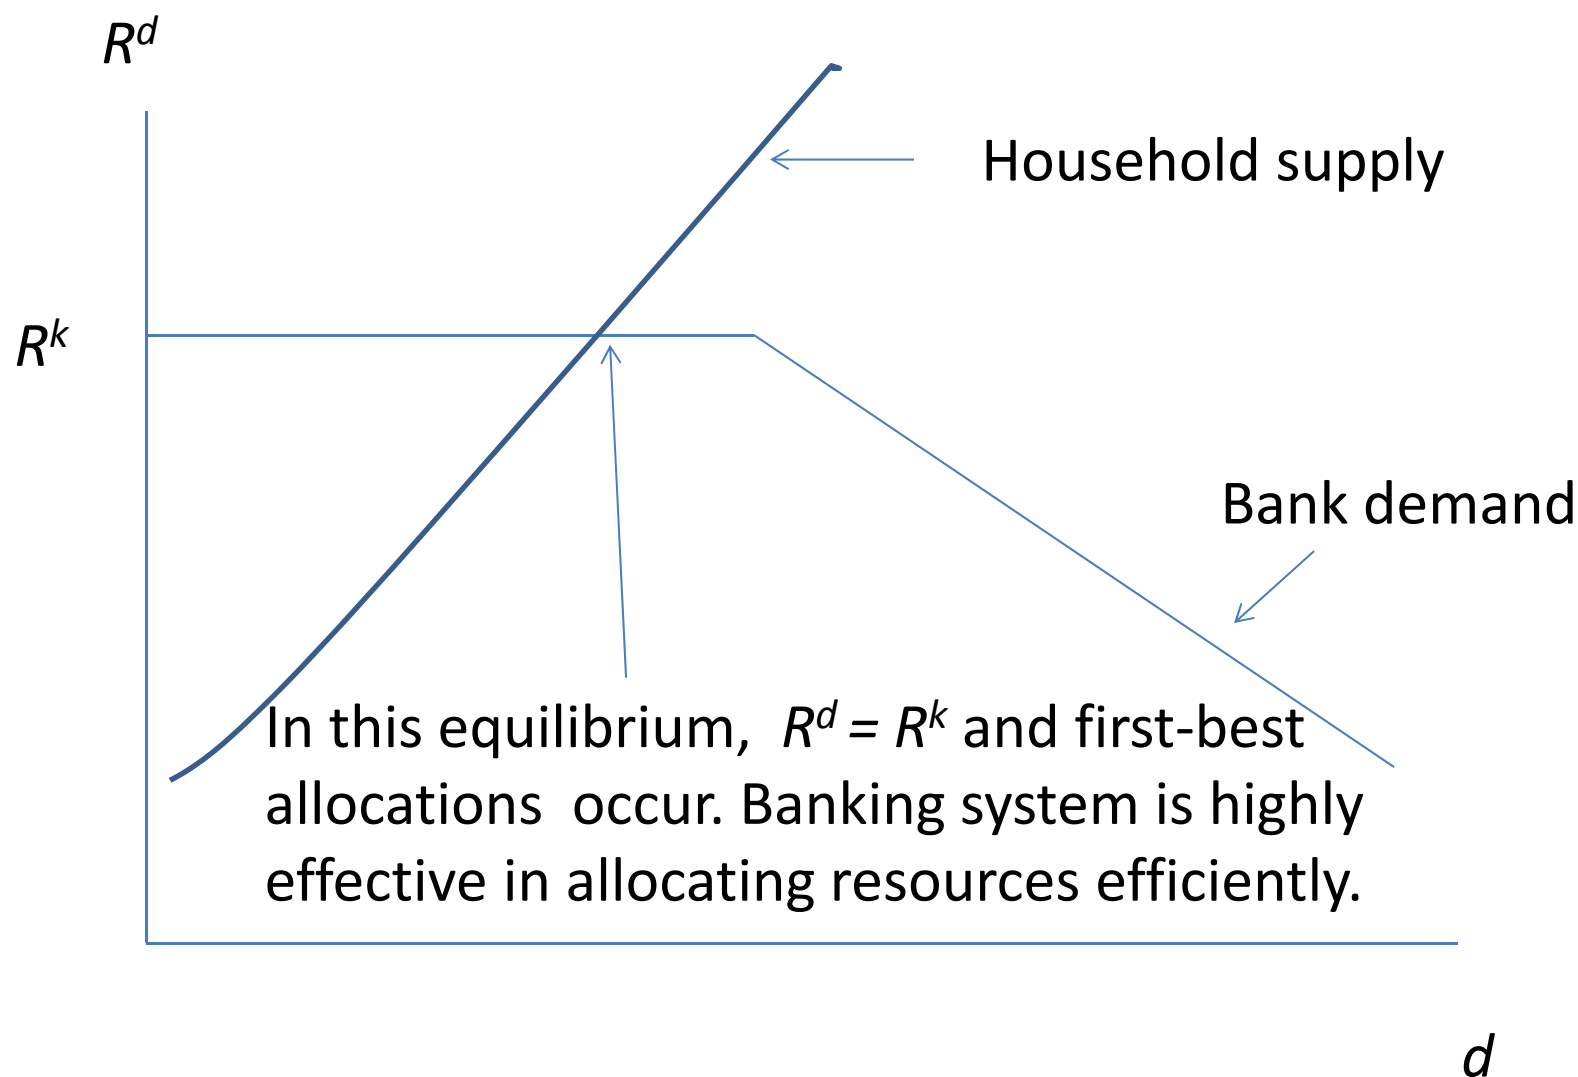 R^d
Household supply
R^k
Bank demand
In this equilibrium, R^d = R^k and first-best
allocations occur. Banking system is highly
effective in allocating resources efficiently.
d